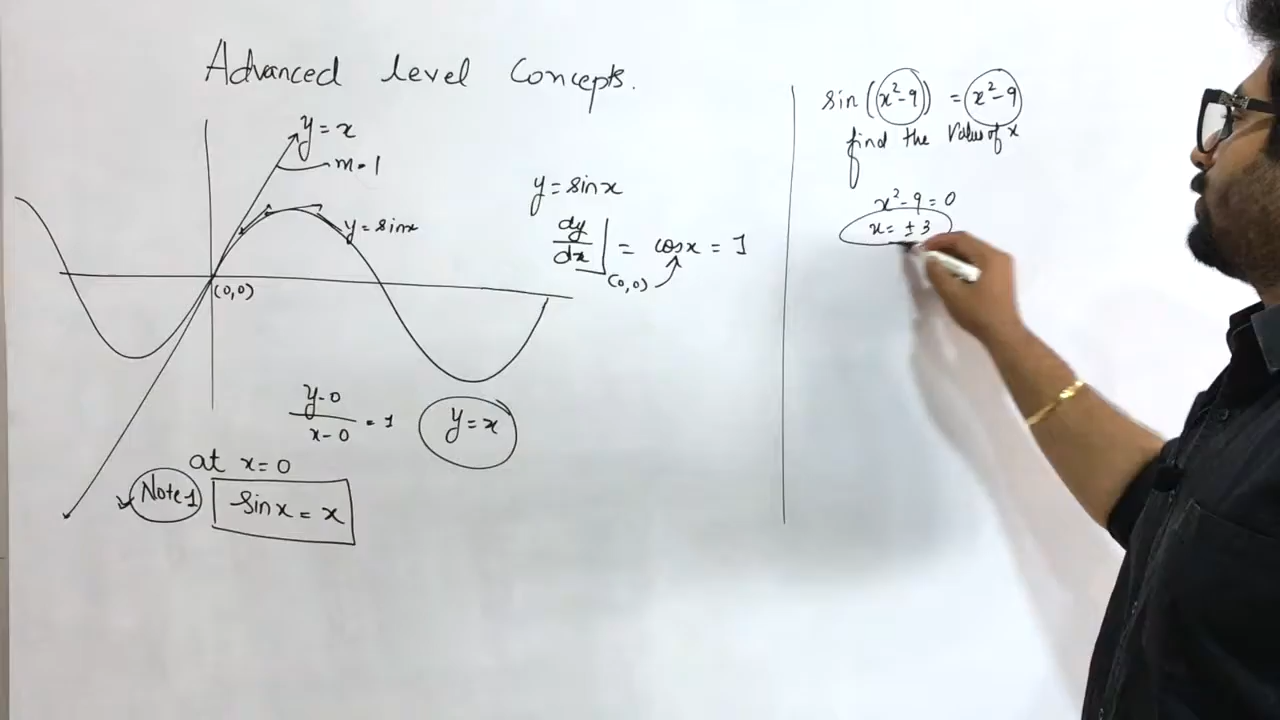 Advanced level Concepts.
y = x
m = 1
y = sinx
(0,0)
y = sinx
dy/dx |(0,0) = cosx = 1
y-0/x-0 = 1
y = x
at x = 0
Note 1
sinx = x
sin(x²-9) = x²-9
find the value of x
x²-9 = 0
x = ±3